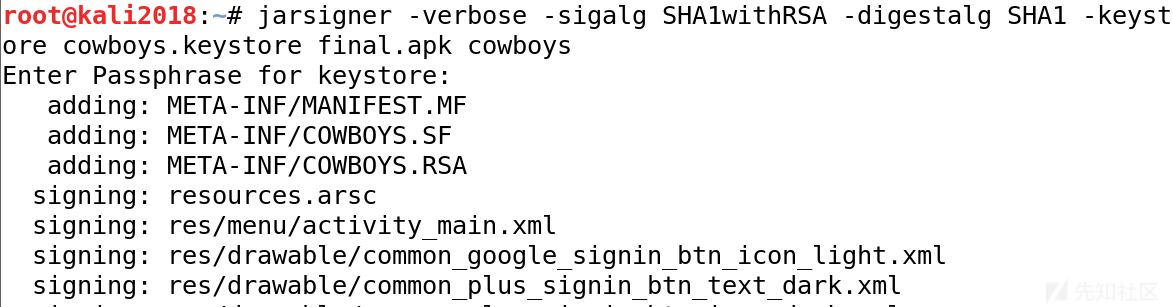 root@kali2018:~# jarsigner -verbose -sigalg SHA1withRSA -digestalg SHA1 -keyst
ore cowboys.keystore final.apk cowboys
Enter Passphrase for keystore:
   adding: META-INF/MANIFEST.MF
   adding: META-INF/COWBOYS.SF
   adding: META-INF/COWBOYS.RSA
  signing: resources.arsc
  signing: res/menu/activity_main.xml
  signing: res/drawable/common_google_signin_btn_icon_light.xml
  signing: res/drawable/common_plus_signin_btn_text_dark.xml
先知社区